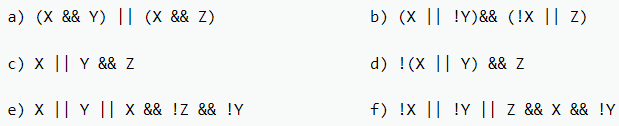 a) (X && Y) || (X && Z) b) (X || !Y)&& (!X || Z)
c) X || Y && Z d) !(X || Y) && Z
e) X || Y || X && !Z && !Y f) !X || !Y || Z && X && !Y